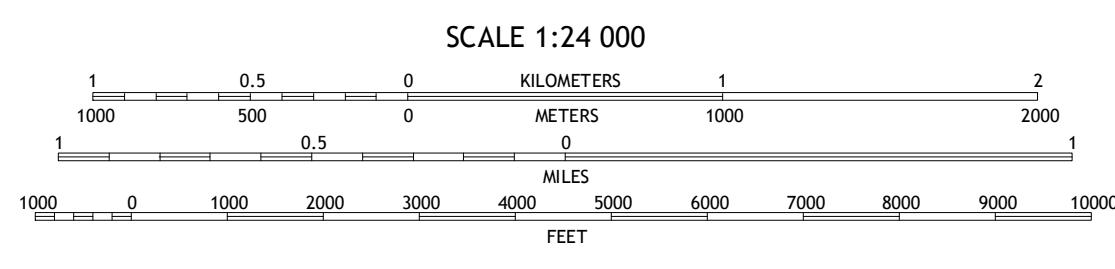 SCALE 1:24 000
1 0.5 0 KILOMETERS 1 2
1000 500 0 METERS 1000 2000
1 0.5 0 1
MILES
1000 0 1000 2000 3000 4000 5000 6000 7000 8000 9000 10000
FEET